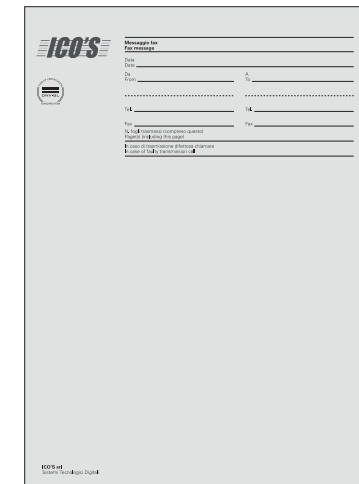 ICO'S
Messaggio fax
Fax message
Data
Date
Da
From
A
To
Tel.
Tel.
Fax
Fax
N. fogli trasmessi (compreso questo)
Page(s) (including this page)
In caso di trasmissione difettosa chiamare
In case of faulty transmission call
ICO'S srl
Sistemi Tecnologici Digitali